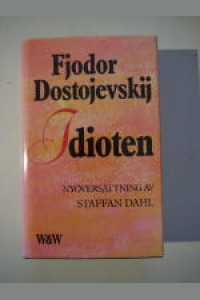 Fjodor
Dostojevskij
Idioten
NYÖVERSÄTTNING AV
STAFFAN DAHL
W&W